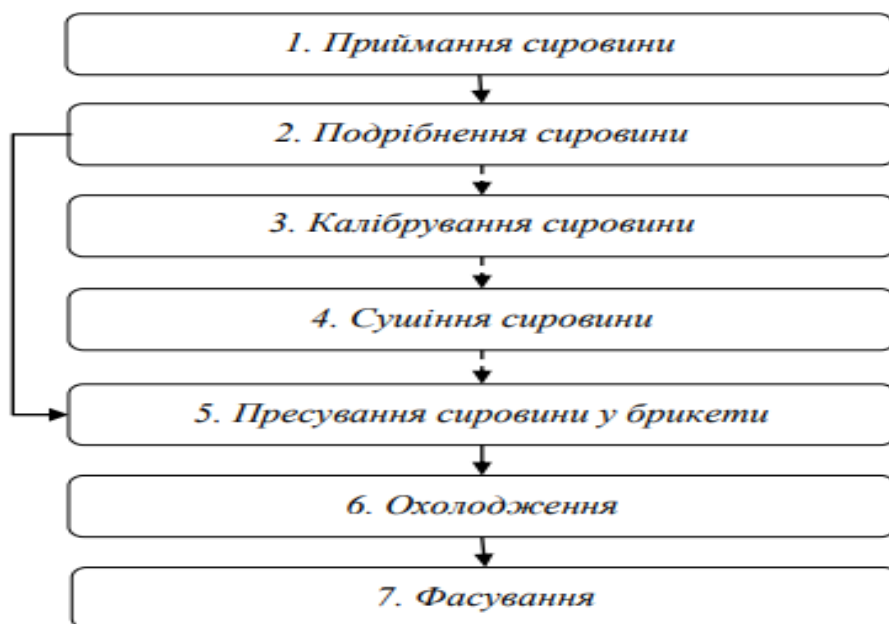 1. Приймання сировини
2. Подрібнення сировини
3. Калібрування сировини
4. Сушіння сировини
5. Пресування сировини у брикети
6. Охолодження
7. Фасування